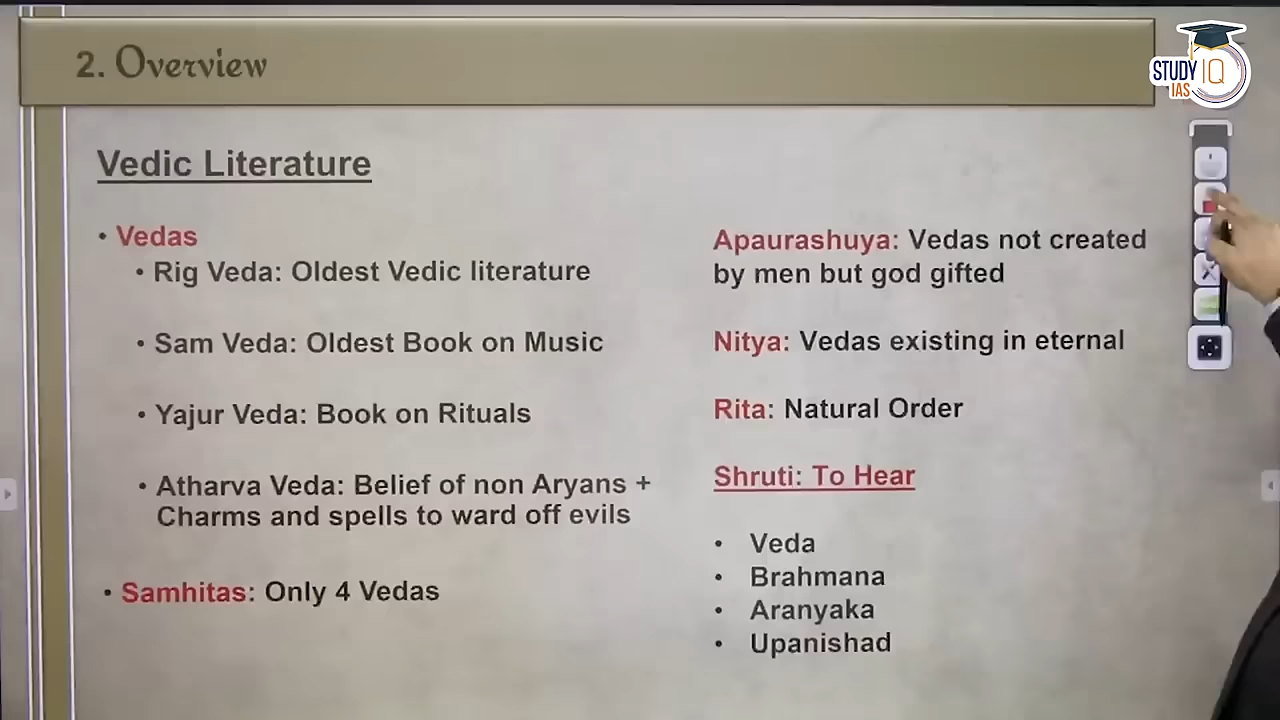 2. Overview
STUDY IQ
IAS
Vedic Literature
• Vedas
• Rig Veda: Oldest Vedic literature
• Sam Veda: Oldest Book on Music
• Yajur Veda: Book on Rituals
• Atharva Veda: Belief of non Aryans +
Charms and spells to ward off evils
• Samhitas: Only 4 Vedas
Apaurashuya: Vedas not created
by men but god gifted
Nitya: Vedas existing in eternal
Rita: Natural Order
Shruti: To Hear
• Veda
• Brahmana
• Aranyaka
• Upanishad